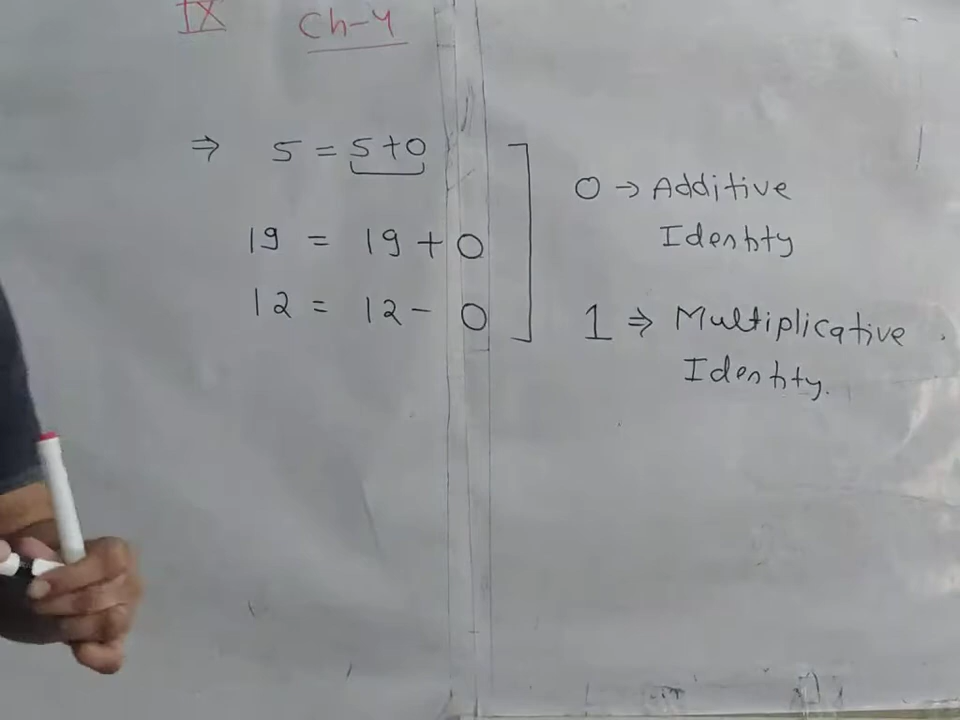 IX Ch-4
⇒ 5 = 5+0
19 = 19 + 0
12 = 12 - 0
0 → Additive
Identity
1 ⇒ Multiplicative
Identity.